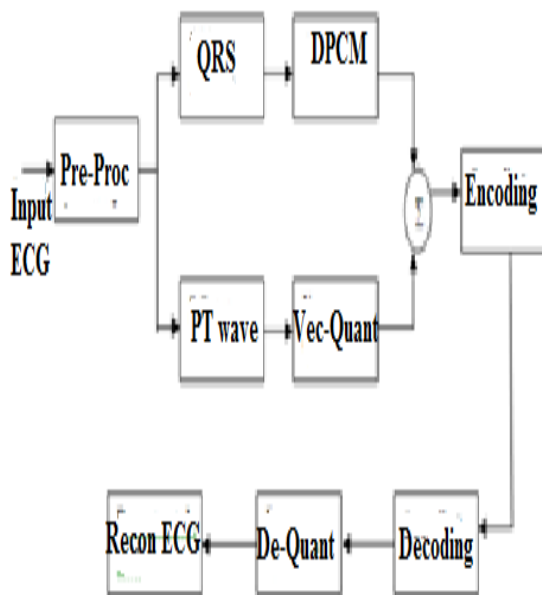 QRS
DPCM
Pre-Proc
Input
ECG
Σ
Encoding
PT wave
Vec-Quant
Recon ECG
De-Quant
Decoding